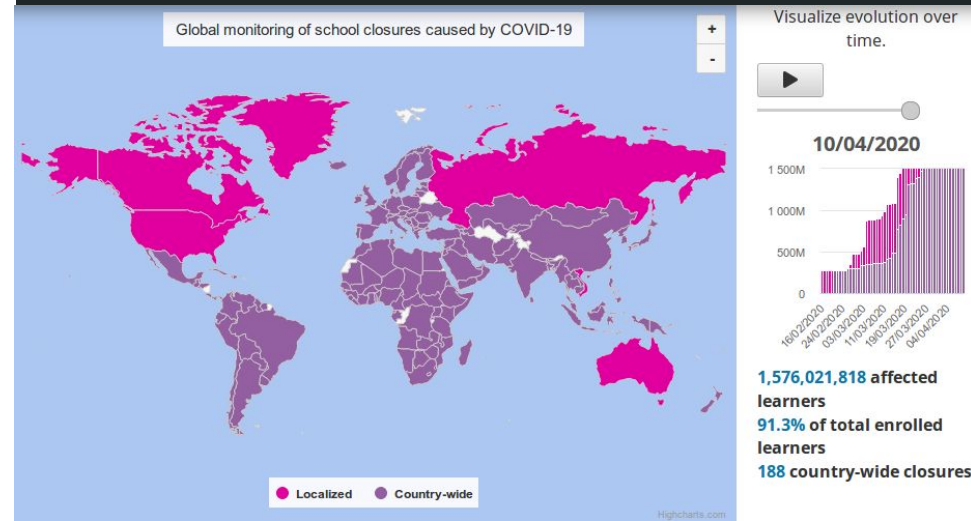 Global monitoring of school closures caused by COVID-19
+
-
Localized
Country-wide
Highcharts.com
Visualize evolution over
time.
10/04/2020
1 500M
1 000M
500M
0
16/02/2020
24/02/2020
03/03/2020
11/03/2020
19/03/2020
27/03/2020
04/04/2020
1,576,021,818 affected
learners
91.3% of total enrolled
learners
188 country-wide closures